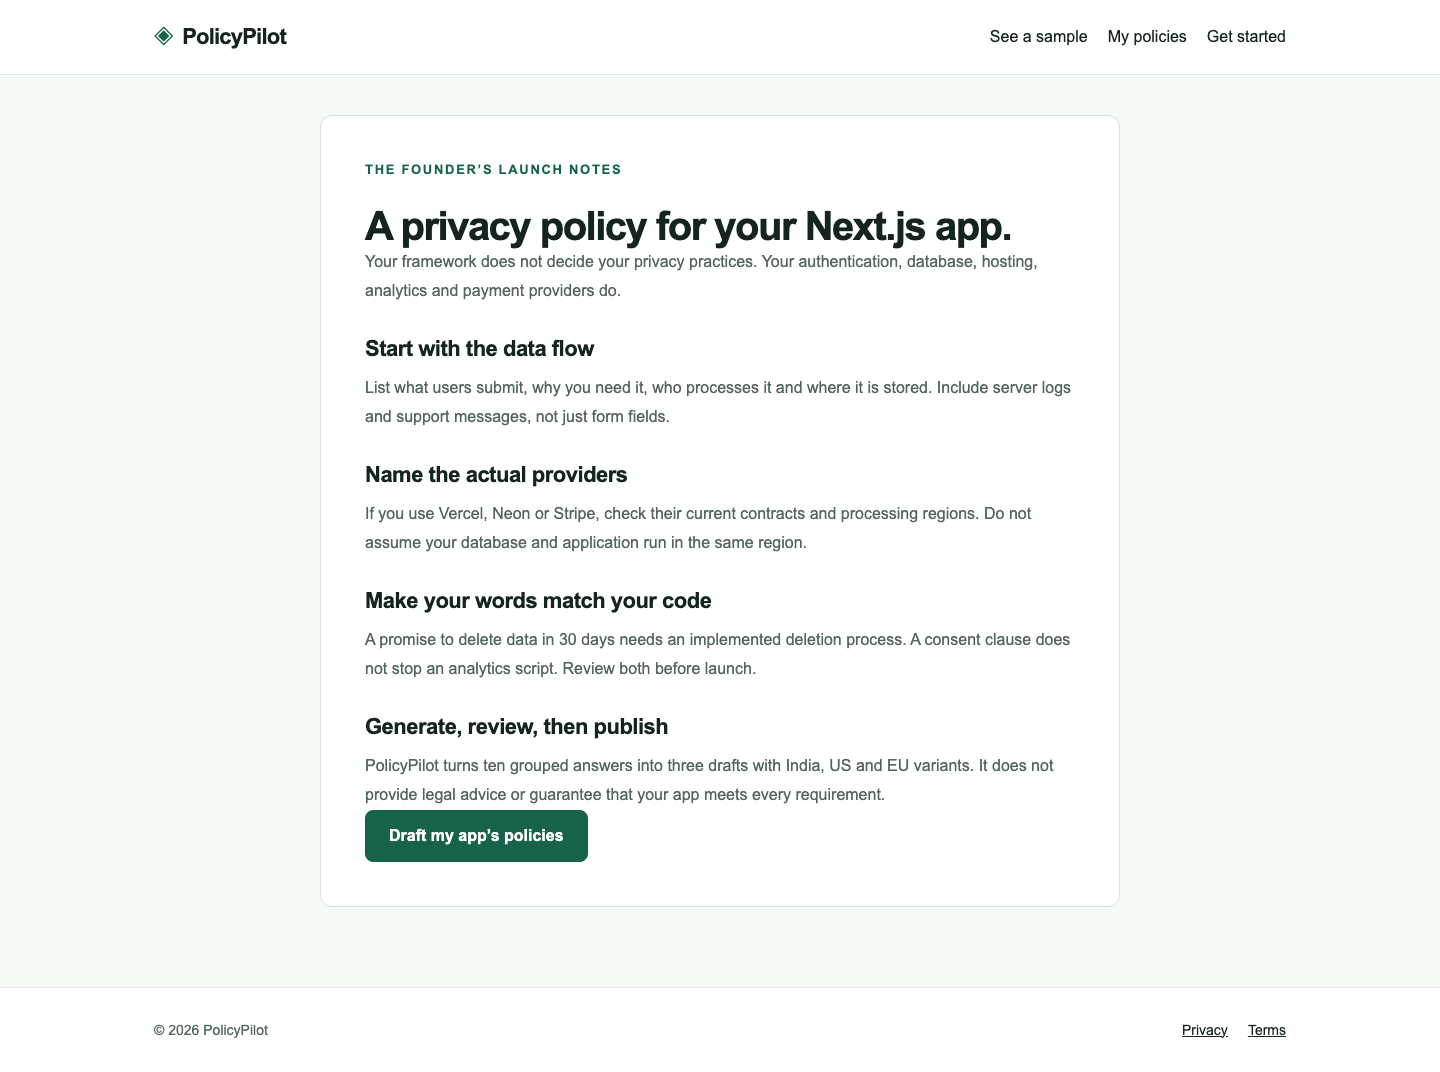 PolicyPilot
See a sample
My policies
Get started
THE FOUNDER’S LAUNCH NOTES
A privacy policy for your Next.js app.
Your framework does not decide your privacy practices. Your authentication, database, hosting,
analytics and payment providers do.
Start with the data flow
List what users submit, why you need it, who processes it and where it is stored. Include server logs
and support messages, not just form fields.
Name the actual providers
If you use Vercel, Neon or Stripe, check their current contracts and processing regions. Do not
assume your database and application run in the same region.
Make your words match your code
A promise to delete data in 30 days needs an implemented deletion process. A consent clause does
not stop an analytics script. Review both before launch.
Generate, review, then publish
PolicyPilot turns ten grouped answers into three drafts with India, US and EU variants. It does not
provide legal advice or guarantee that your app meets every requirement.
Draft my app’s policies
© 2026 PolicyPilot
Privacy
Terms